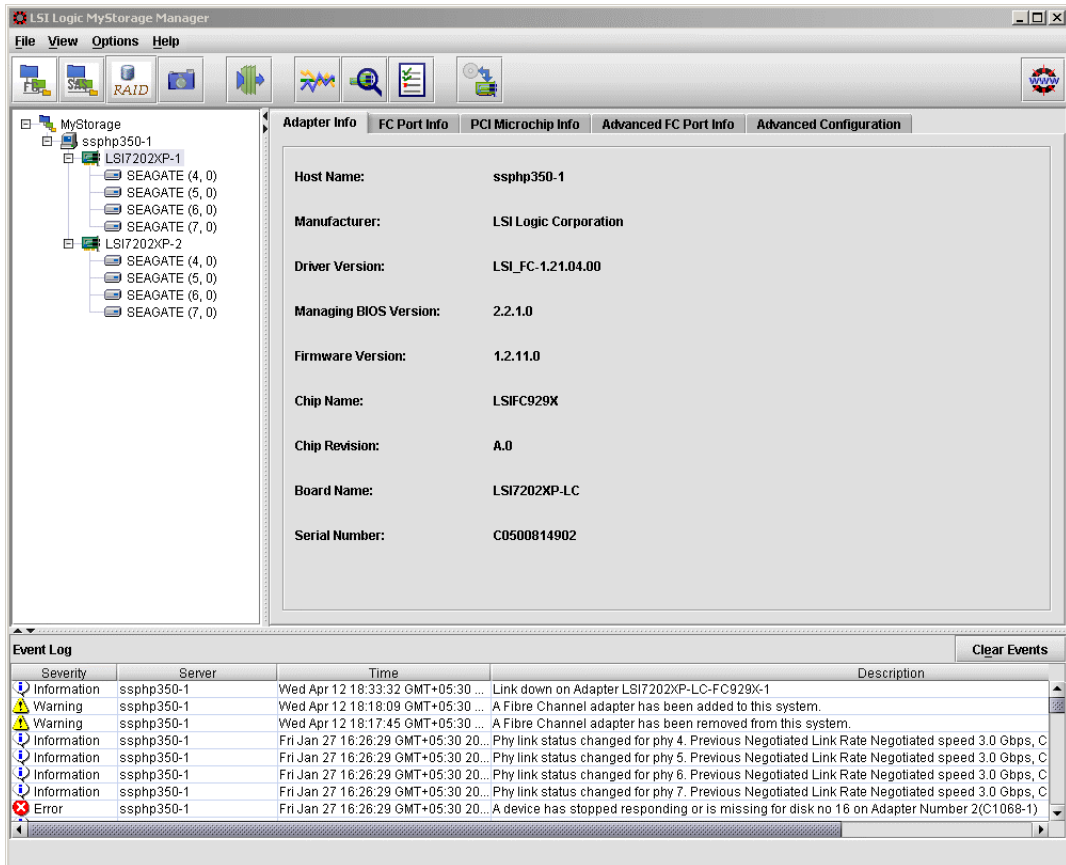 LSI Logic MyStorage Manager
File View Options Help
FC SAS RAID WWW
MyStorage
ssphp350-1
LSI7202XP-1
SEAGATE (4, 0)
SEAGATE (5, 0)
SEAGATE (6, 0)
SEAGATE (7, 0)
LSI7202XP-2
SEAGATE (4, 0)
SEAGATE (5, 0)
SEAGATE (6, 0)
SEAGATE (7, 0)
Adapter Info FC Port Info PCI Microchip Info Advanced FC Port Info Advanced Configuration
Host Name: ssphp350-1
Manufacturer: LSI Logic Corporation
Driver Version: LSI_FC-1.21.04.00
Managing BIOS Version: 2.2.1.0
Firmware Version: 1.2.11.0
Chip Name: LSIFC929X
Chip Revision: A.0
Board Name: LSI7202XP-LC
Serial Number: C0500814902
Event Log Clear Events
Severity Server Time Description
Information ssphp350-1 Wed Apr 12 18:33:32 GMT+05:30 ... Link down on Adapter LSI7202XP-LC-FC929X-1
Warning ssphp350-1 Wed Apr 12 18:18:09 GMT+05:30 ... A Fibre Channel adapter has been added to this system.
Warning ssphp350-1 Wed Apr 12 18:17:45 GMT+05:30 ... A Fibre Channel adapter has been removed from this system.
Information ssphp350-1 Fri Jan 27 16:26:29 GMT+05:30 20... Phy link status changed for phy 4. Previous Negotiated Link Rate Negotiated speed 3.0 Gbps, C
Information ssphp350-1 Fri Jan 27 16:26:29 GMT+05:30 20... Phy link status changed for phy 5. Previous Negotiated Link Rate Negotiated speed 3.0 Gbps, C
Information ssphp350-1 Fri Jan 27 16:26:29 GMT+05:30 20... Phy link status changed for phy 6. Previous Negotiated Link Rate Negotiated speed 3.0 Gbps, C
Information ssphp350-1 Fri Jan 27 16:26:29 GMT+05:30 20... Phy link status changed for phy 7. Previous Negotiated Link Rate Negotiated speed 3.0 Gbps, C
Error ssphp350-1 Fri Jan 27 16:26:29 GMT+05:30 20... A device has stopped responding or is missing for disk no 16 on Adapter Number 2(C1068-1)